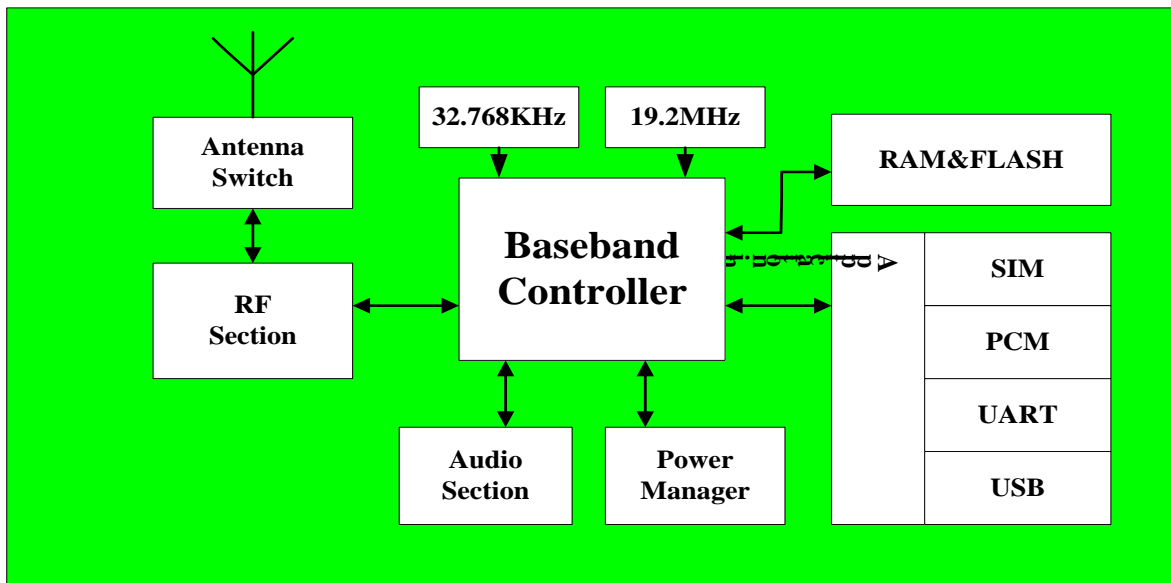 32.768KHz
19.2MHz
Antenna
Switch
RAM&FLASH
Baseband
Controller
SIM
RF
Section
PCM
UART
Audio
Section
Power
Manager
USB